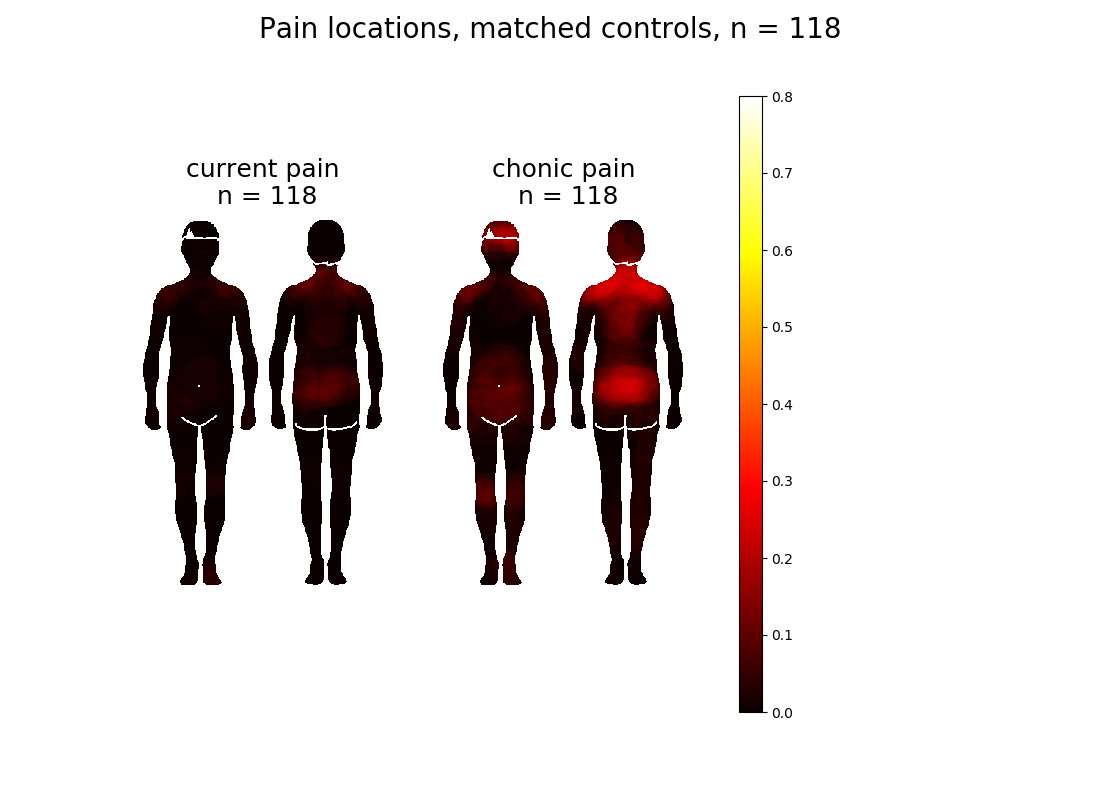 Pain locations, matched controls, n = 118
current pain
n = 118
chonic pain
n = 118
0.8
0.7
0.6
0.5
0.4
0.3
0.2
0.1
0.0